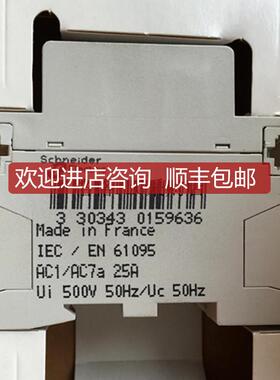 Schneider
欢迎进店咨询 顺丰包邮
3 30343 0159636
Made in France
IEC / EN 61095
AC1/AC7a 25A
Ui 500V 50Hz/Uc 50Hz